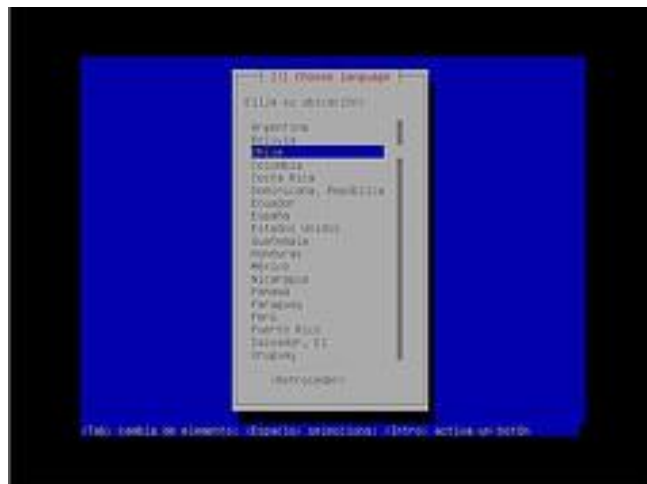 [!] Choose language
Elija su ubicación:
Argentina
Bolivia
Chile
Colombia
Costa Rica
Dominicana, República
Ecuador
España
Estados Unidos
Guatemala
Honduras
México
Nicaragua
Panamá
Paraguay
Perú
Puerto Rico
Salvador, El
Uruguay
<Retroceder>
<Tab> cambia de elemento; <Espacio> selecciona; <Intro> activa un botón